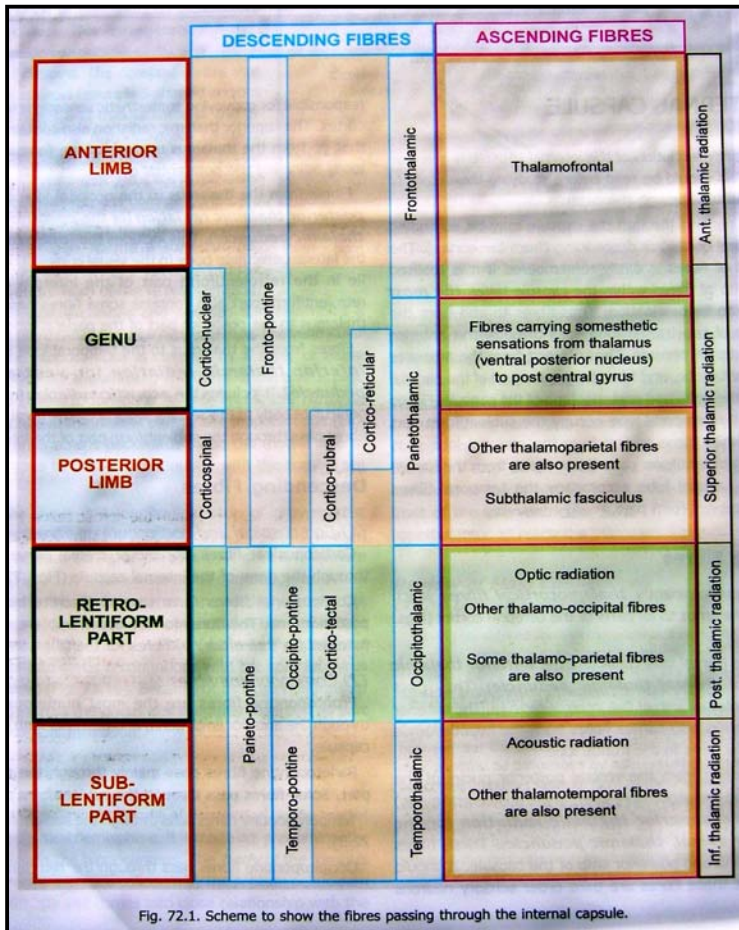 DESCENDING FIBRES
ASCENDING FIBRES
ANTERIOR
LIMB
Frontothalamic
Thalamofrontal
Ant. thalamic radiation
GENU
Cortico-nuclear
Fronto-pontine
Cortico-reticular
Parietothalamic
Fibres carrying somesthetic
sensations from thalamus
(ventral posterior nucleus)
to post central gyrus
Superior thalamic radiation
POSTERIOR
LIMB
Corticospinal
Cortico-rubral
Other thalamoparietal fibres
are also present
Subthalamic fasciculus
RETRO-
LENTIFORM
PART
Parieto-pontine
Occipito-pontine
Cortico-tectal
Occipitothalamic
Optic radiation
Other thalamo-occipital fibres
Some thalamo-parietal fibres
are also present
Post. thalamic radiation
SUB-
LENTIFORM
PART
Temporo-pontine
Temporothalamic
Acoustic radiation
Other thalamotemporal fibres
are also present
Inf. thalamic radiation
Fig. 72.1. Scheme to show the fibres passing through the internal capsule.